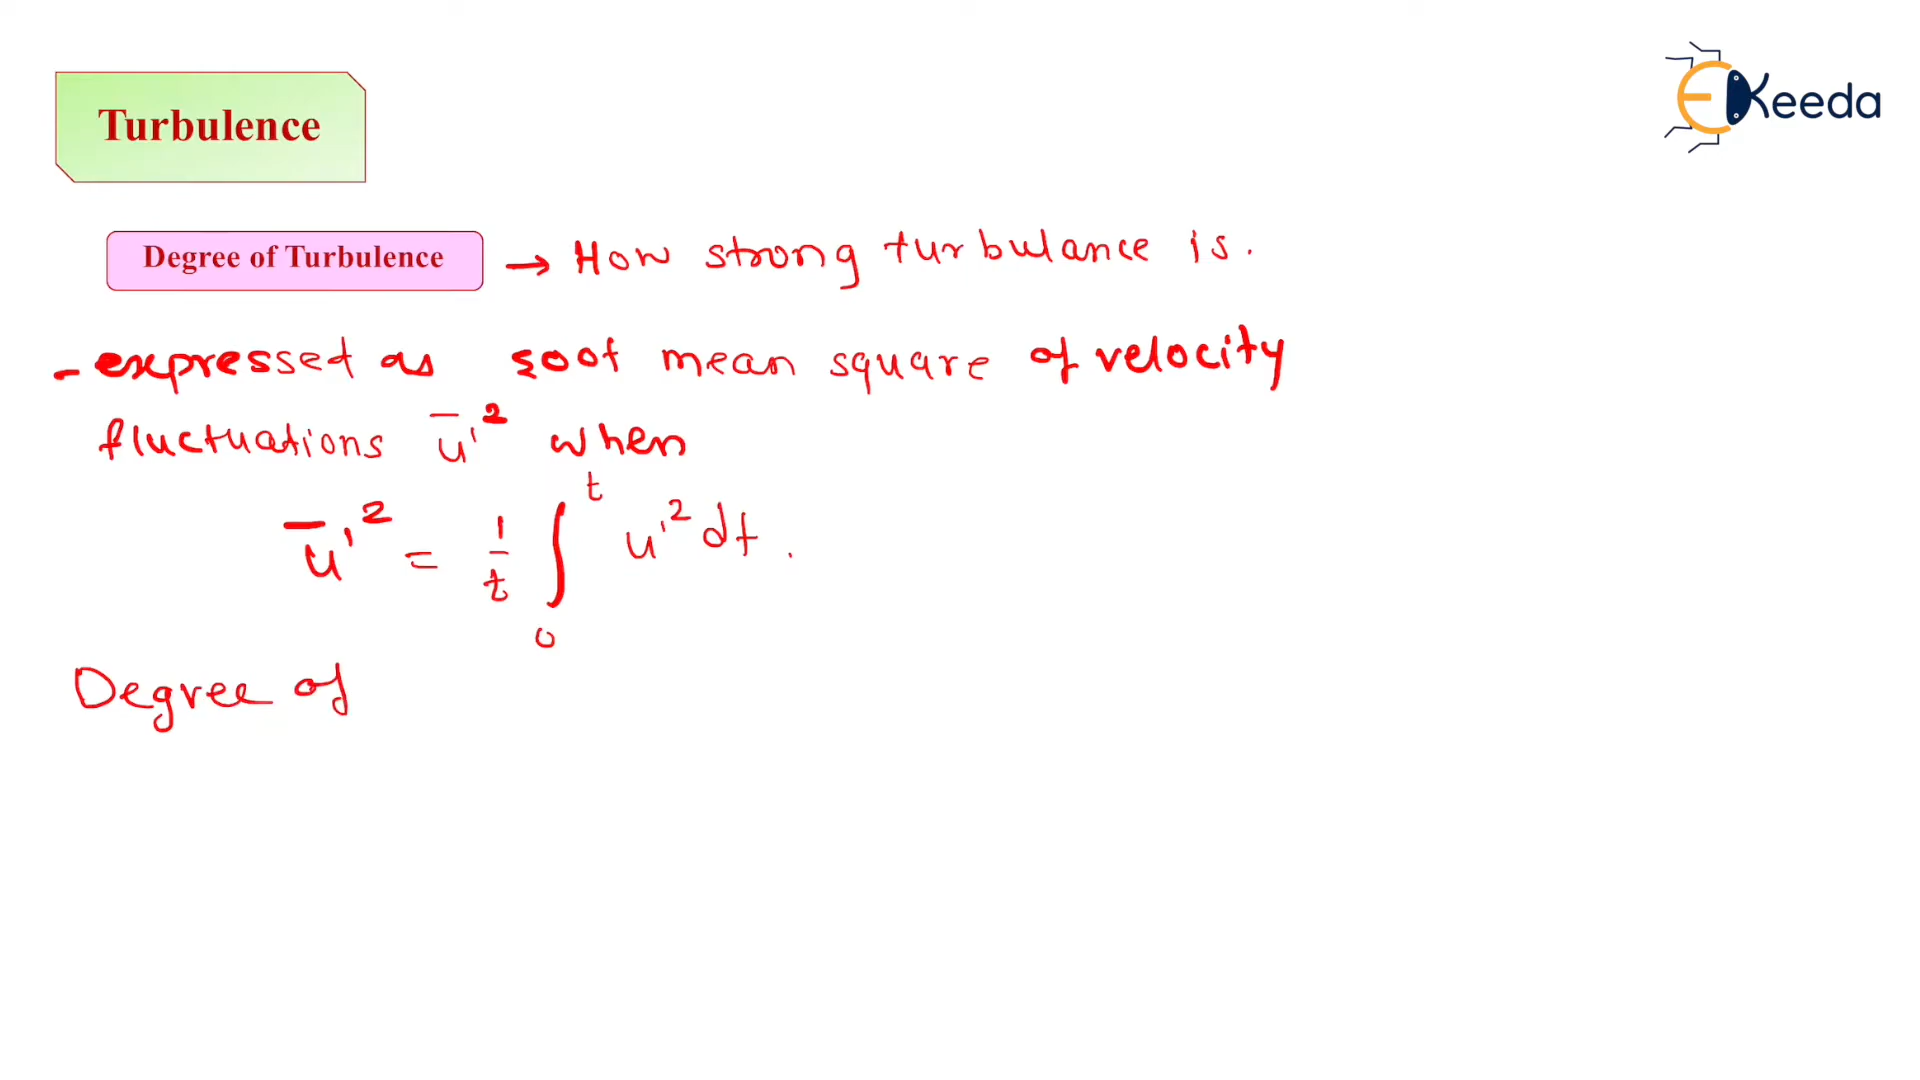 EKeeda
Turbulence
Degree of Turbulence → How strong turbulance is.
- expressed as root mean square of velocity
fluctuations u̅'² when
u̅'² = 1/t ∫₀ᵗ u'² dt.
Degree of